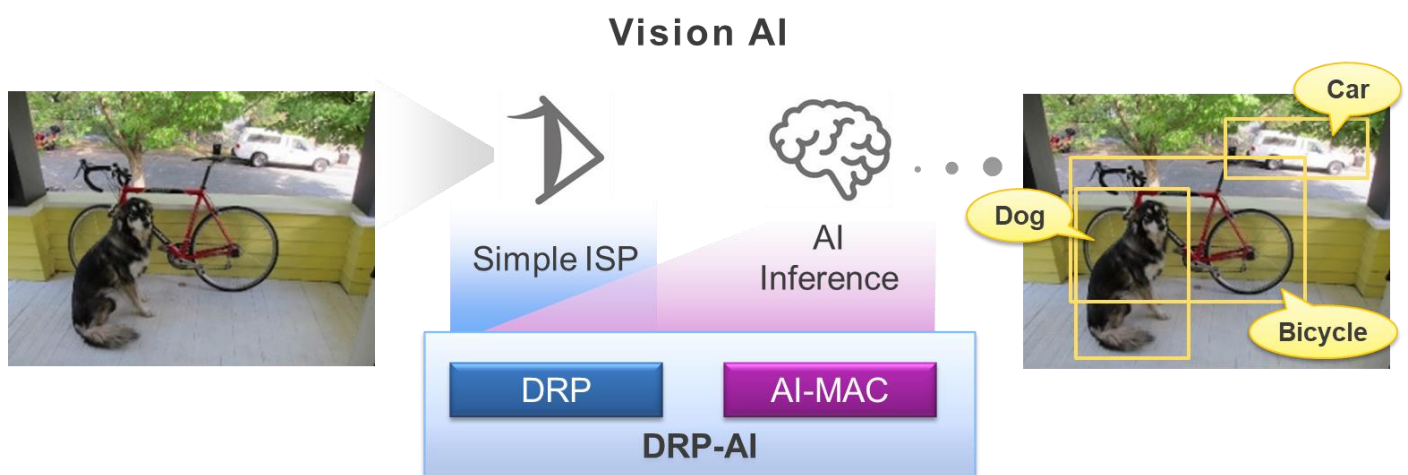 Vision AI
Car
Dog
Simple ISP
AI
Inference
Bicycle
DRP
AI-MAC
DRP-AI